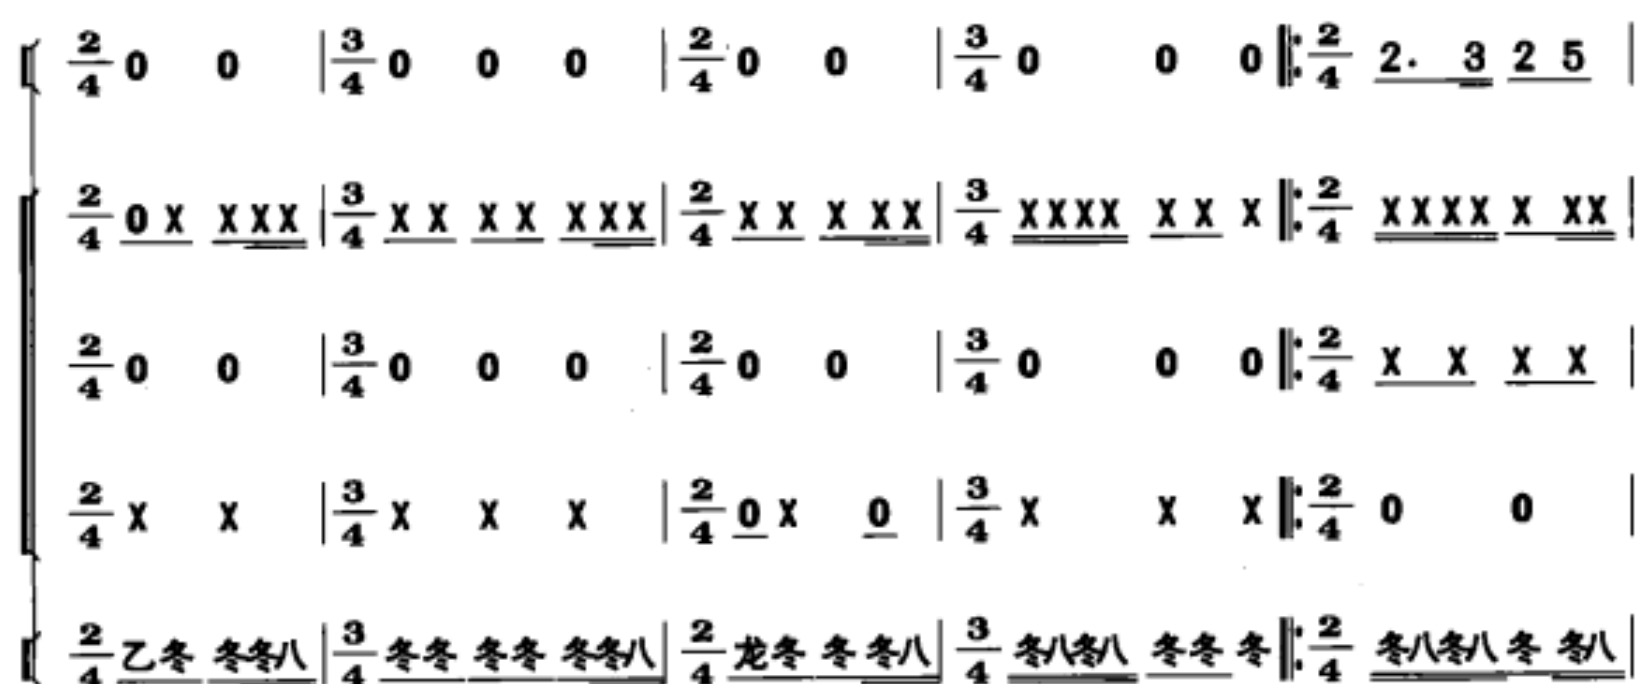 2/4 0 0 | 3/4 0 0 0 | 2/4 0 0 | 3/4 0 0 0 ‖: 2/4 2. 3 2 5 |
2/4 0 X X X X | 3/4 X X X X X X X | 2/4 X X X X X | 3/4 X X X X X X X ‖: 2/4 X X X X X X X |
2/4 0 0 | 3/4 0 0 0 | 2/4 0 0 | 3/4 0 0 0 ‖: 2/4 X X X X |
2/4 X X | 3/4 X X X | 2/4 0 X 0 | 3/4 X X X ‖: 2/4 0 0 |
2/4 乙冬 冬冬八 | 3/4 冬冬 冬冬 冬冬八 | 2/4 龙冬 冬 冬八 | 3/4 冬八冬八 冬冬 冬 ‖: 2/4 冬八冬八 冬 冬八